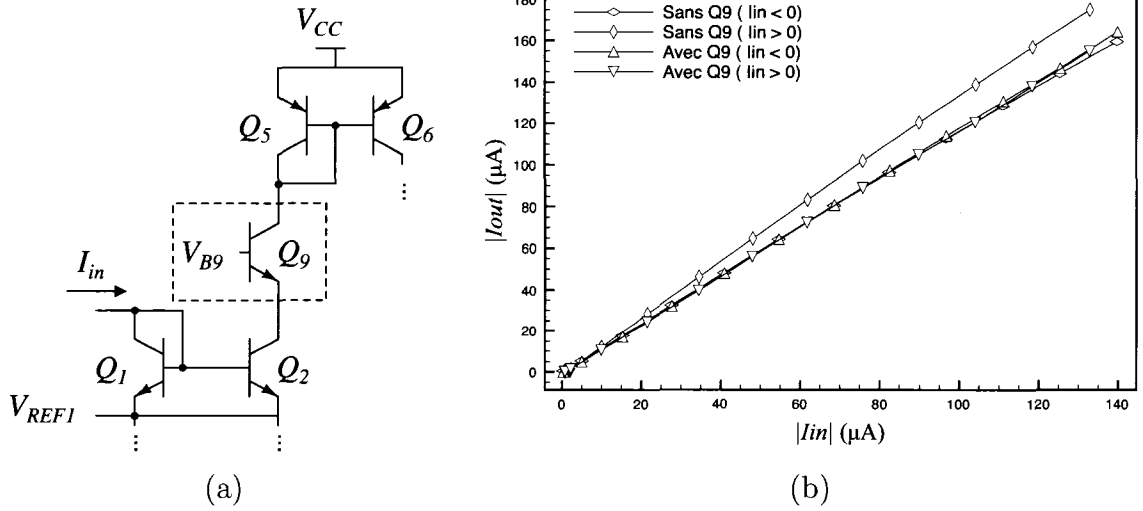 V_CC
Q_5
Q_6
V_B9
Q_9
I_in
Q_1
Q_2
V_REF1
(a)
Sans Q9 ( Iin < 0)
Sans Q9 ( Iin > 0)
Avec Q9 ( Iin < 0)
Avec Q9 ( Iin > 0)
180
160
140
120
100
80
60
40
20
0
|Iout| (µA)
0 20 40 60 80 100 120 140
|Iin| (µA)
(b)